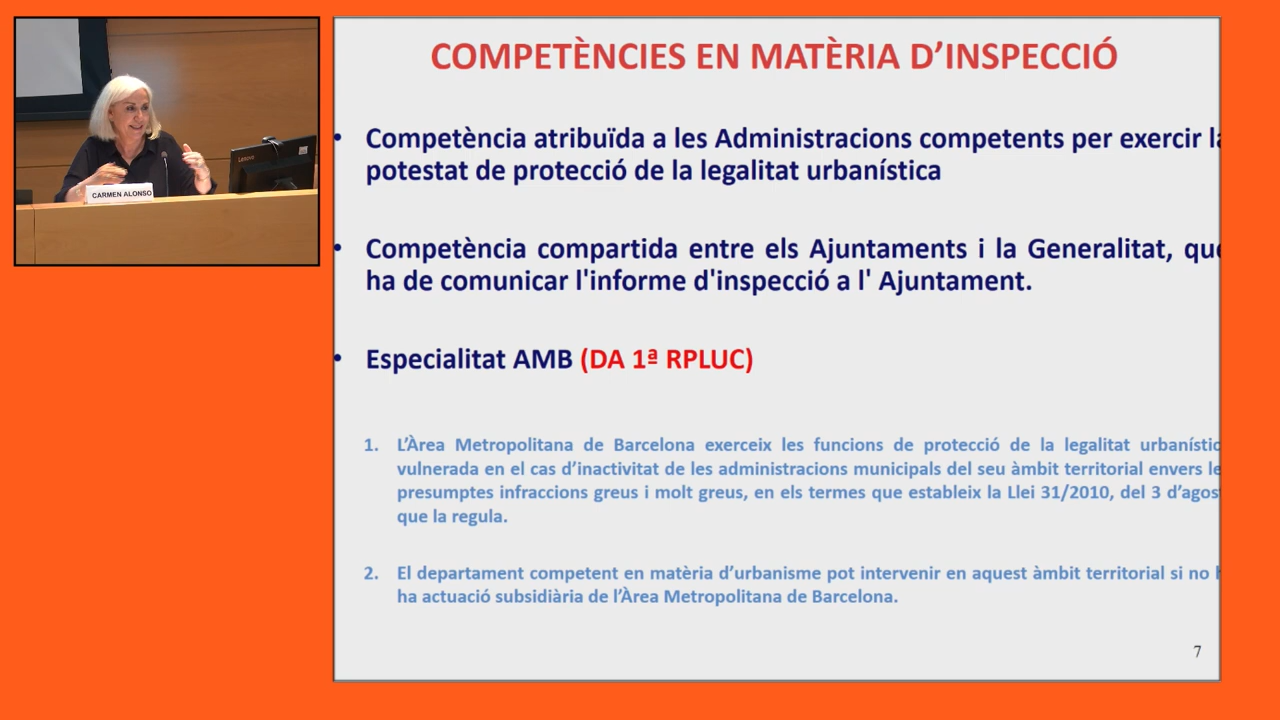 COMPETÈNCIES EN MATÈRIA D’INSPECCIÓ
• Competència atribuïda a les Administracions competents per exercir la
potestat de protecció de la legalitat urbanística
• Competència compartida entre els Ajuntaments i la Generalitat, que
ha de comunicar l'informe d'inspecció a l' Ajuntament.
• Especialitat AMB (DA 1ª RPLUC)
1. L’Àrea Metropolitana de Barcelona exerceix les funcions de protecció de la legalitat urbanístic
vulnerada en el cas d’inactivitat de les administracions municipals del seu àmbit territorial envers le
presumptes infraccions greus i molt greus, en els termes que estableix la Llei 31/2010, del 3 d’agos
que la regula.
2. El departament competent en matèria d’urbanisme pot intervenir en aquest àmbit territorial si no
ha actuació subsidiària de l’Àrea Metropolitana de Barcelona.
7
Lenovo
CARMEN ALONSO